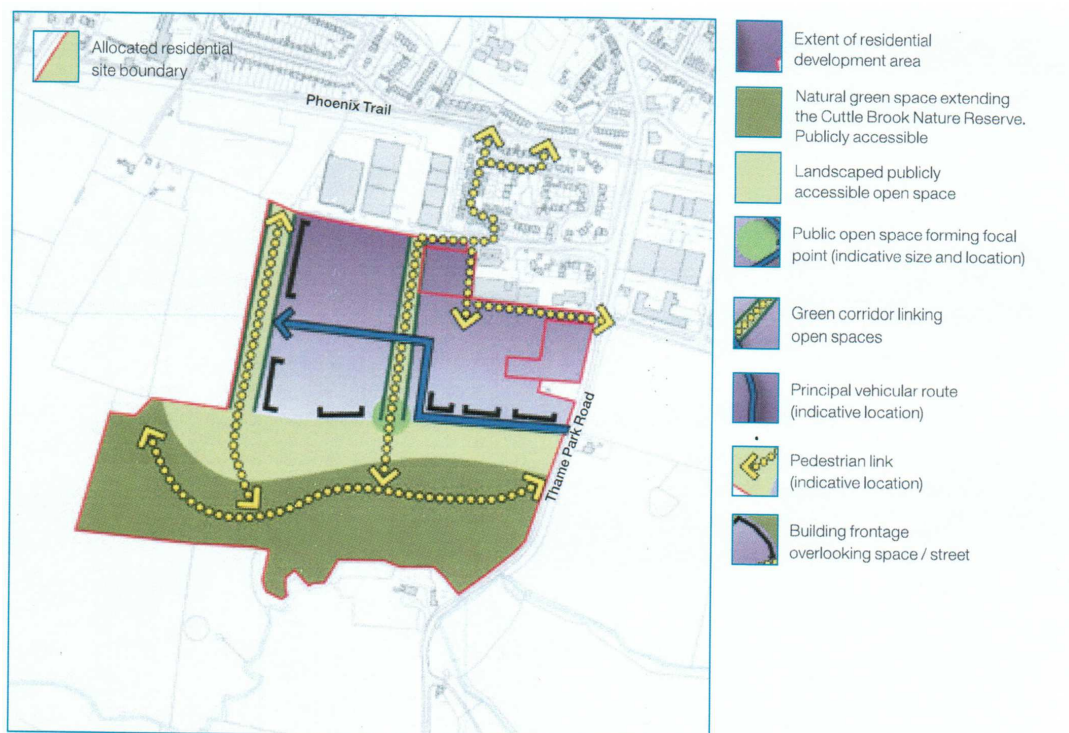 Allocated residential
site boundary
Phoenix Trail
Thame Park Road
Extent of residential
development area
Natural green space extending
the Cuttle Brook Nature Reserve.
Publicly accessible
Landscaped publicly
accessible open space
Public open space forming focal
point (indicative size and location)
Green corridor linking
open spaces
Principal vehicular route
(indicative location)
Pedestrian link
(indicative location)
Building frontage
overlooking space / street